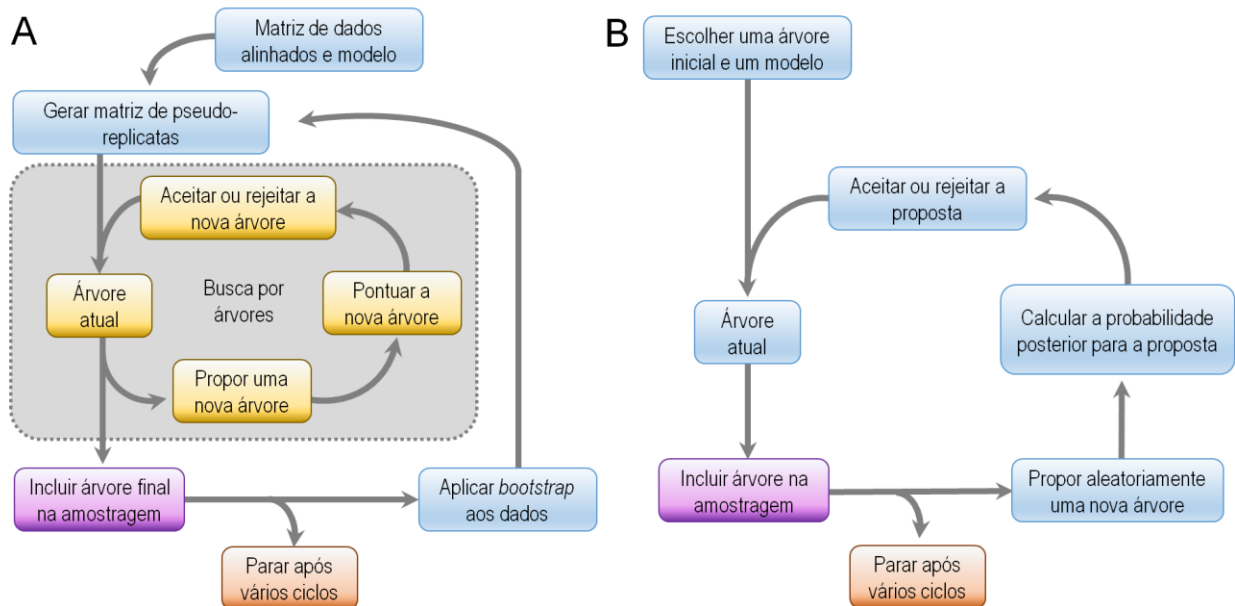 A
Matriz de dados
alinhados e modelo
Gerar matriz de pseudo-
replicatas
Aceitar ou rejeitar a
nova árvore
Árvore
atual
Busca por
árvores
Pontuar a
nova árvore
Propor uma
nova árvore
Incluir árvore final
na amostragem
Aplicar bootstrap
aos dados
Parar após
vários ciclos
B
Escolher uma árvore
inicial e um modelo
Aceitar ou rejeitar a
proposta
Árvore
atual
Calcular a probabilidade
posterior para a proposta
Incluir árvore na
amostragem
Propor aleatoriamente
uma nova árvore
Parar após
vários ciclos